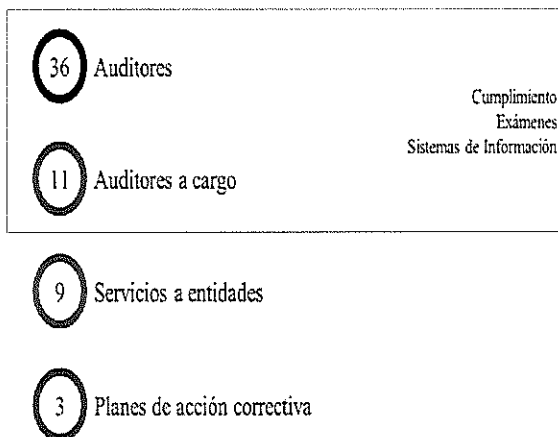 36 Auditores
Cumplimiento
Exámenes
Sistemas de Información
11 Auditores a cargo
9 Servicios a entidades
3 Planes de acción correctiva